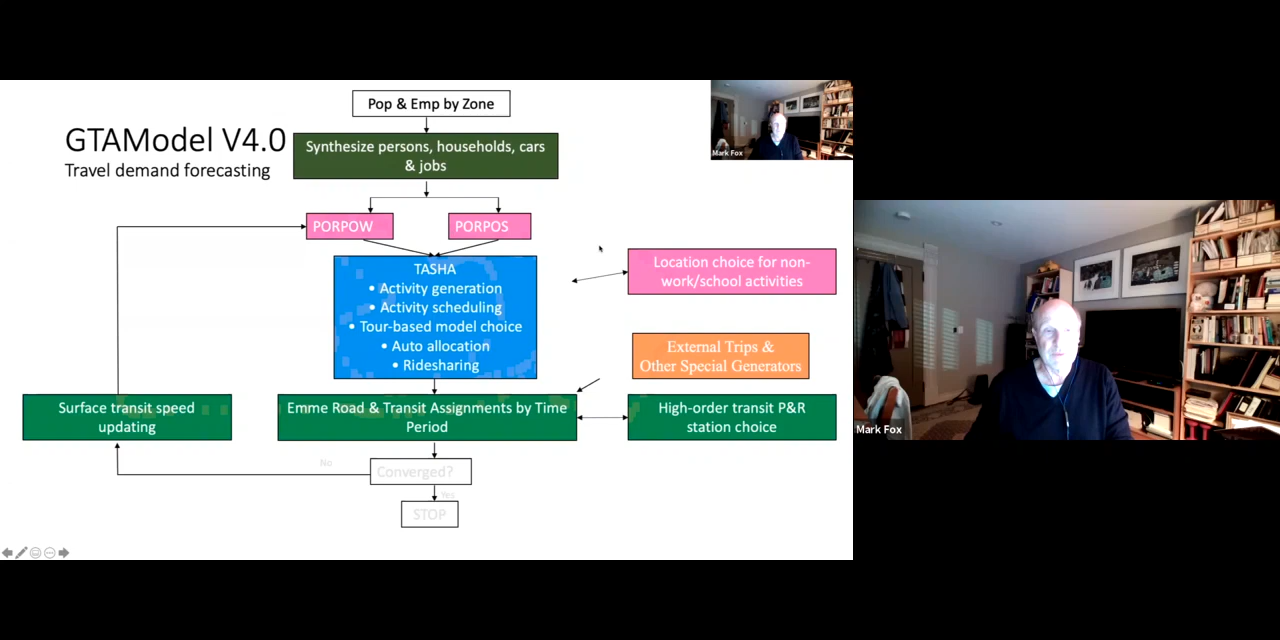 Pop & Emp by Zone
GTAModel V4.0
Travel demand forecasting
Synthesize persons, households, cars
& jobs
Mark Fox
PORPOW
PORPOS
TASHA
• Activity generation
• Activity scheduling
• Tour-based model choice
• Auto allocation
• Ridesharing
Location choice for non-
work/school activities
External Trips &
Other Special Generators
Surface transit speed
updating
Emme Road & Transit Assignments by Time
Period
High-order transit P&R
station choice
Mark Fox
No
Converged?
Yes
STOP